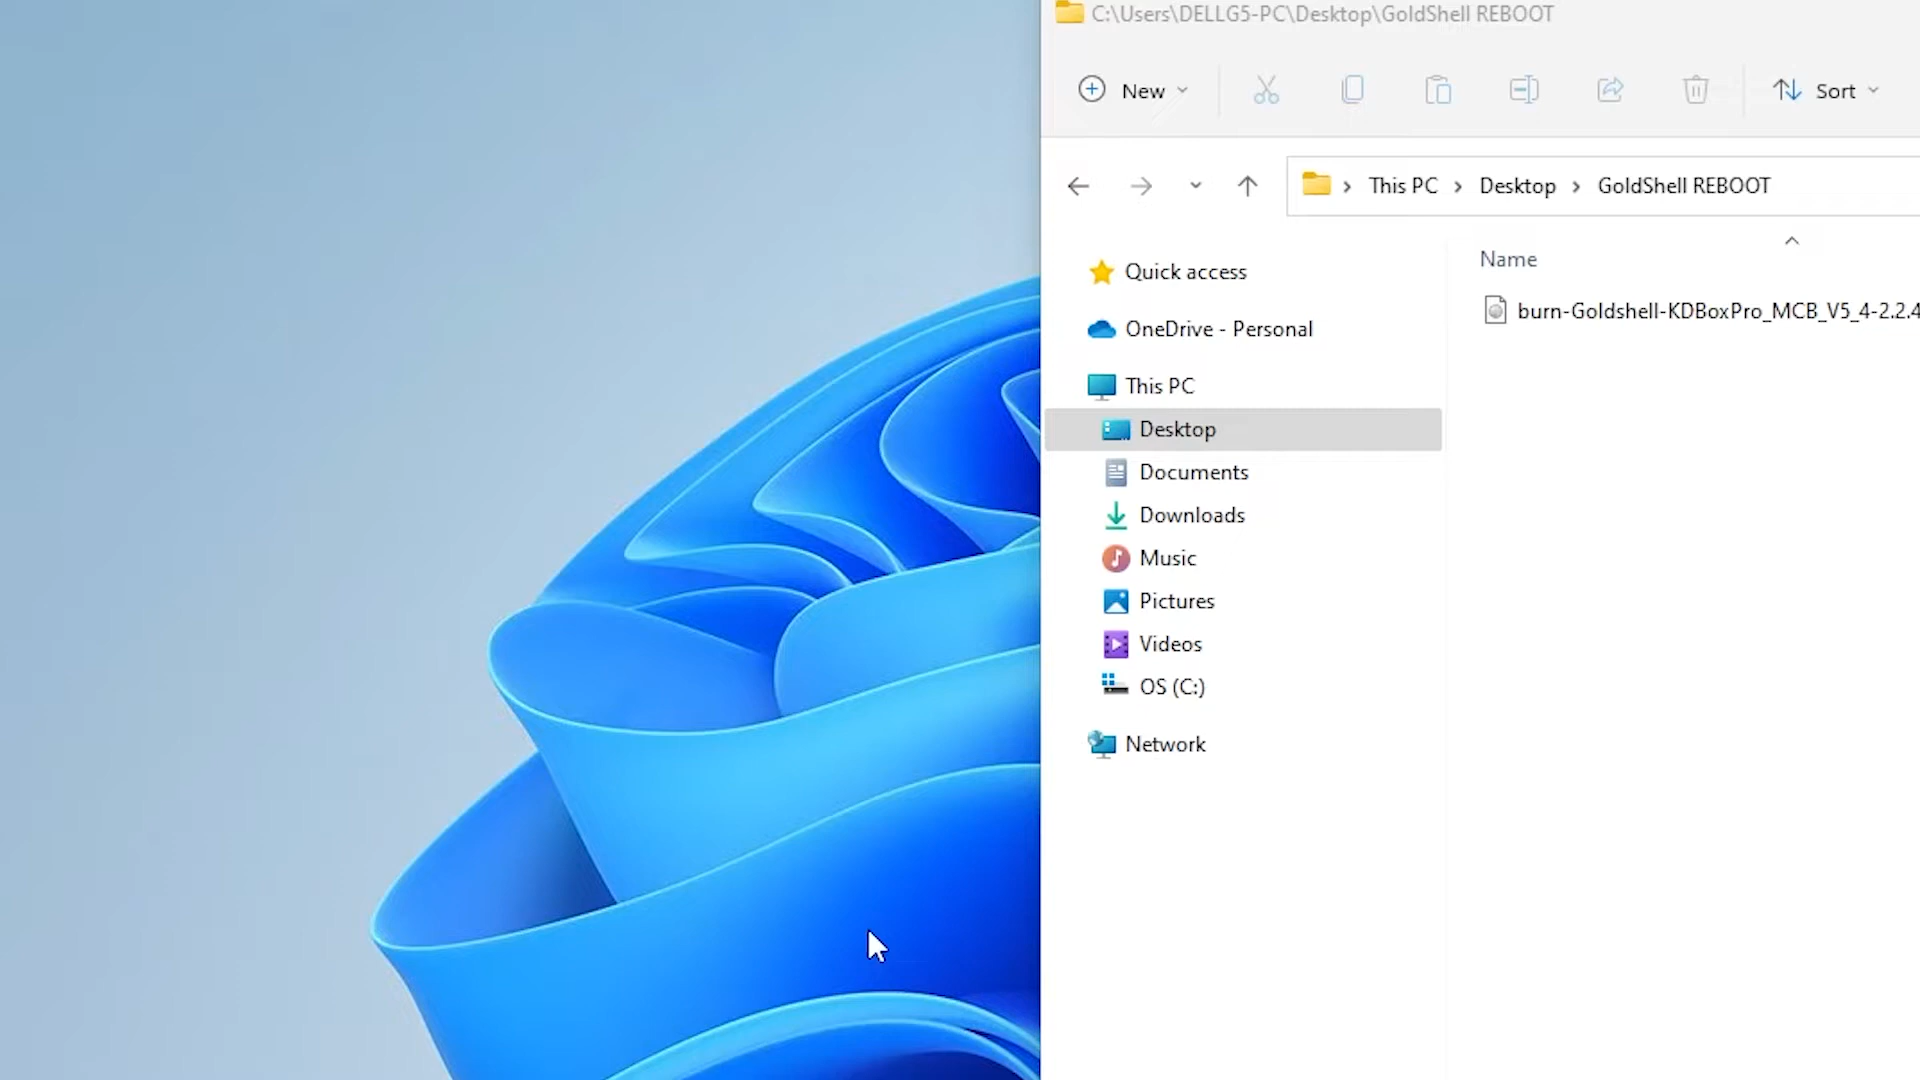 C:\Users\DELLG5-PC\Desktop\GoldShell REBOOT
New
Sort
This PC
Desktop
GoldShell REBOOT
Name
burn-Goldshell-KDBoxPro_MCB_V5_4-2.2.4
Quick access
OneDrive - Personal
This PC
Desktop
Documents
Downloads
Music
Pictures
Videos
OS (C:)
Network